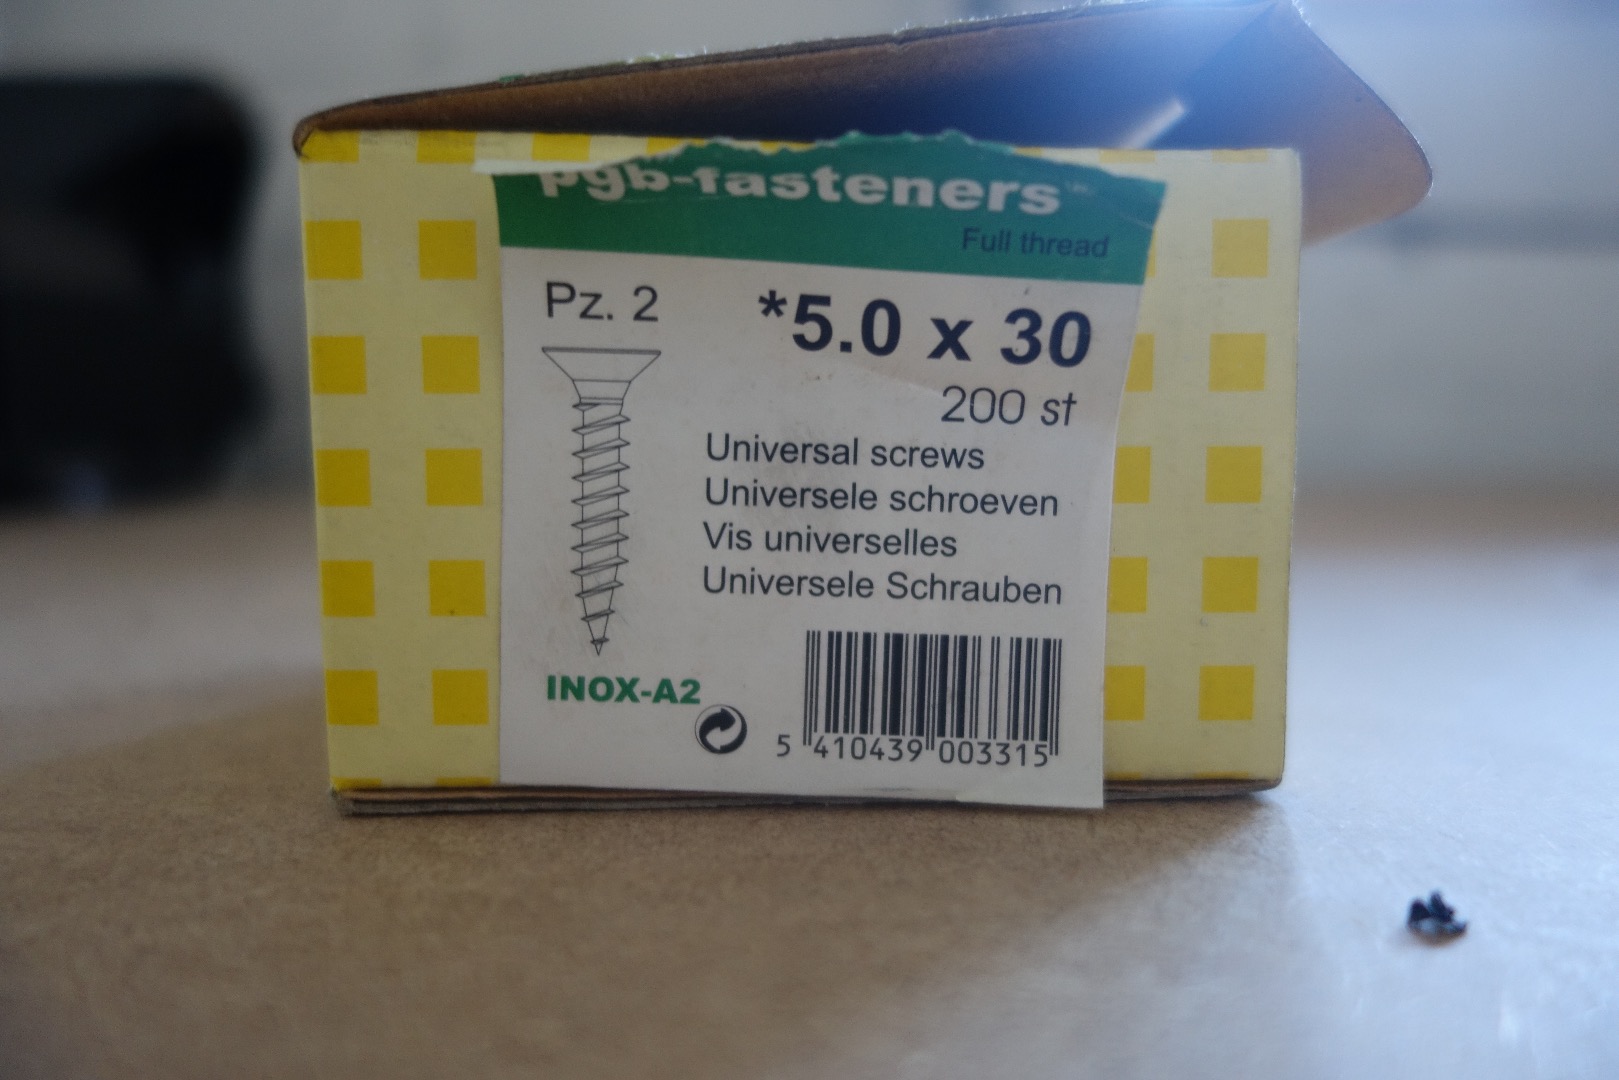 pgb-fasteners
Full thread
Pz. 2
*5.0 x 30
200 st
Universal screws
Universele schroeven
Vis universelles
Universele Schrauben
INOX-A2
5 410439 003315